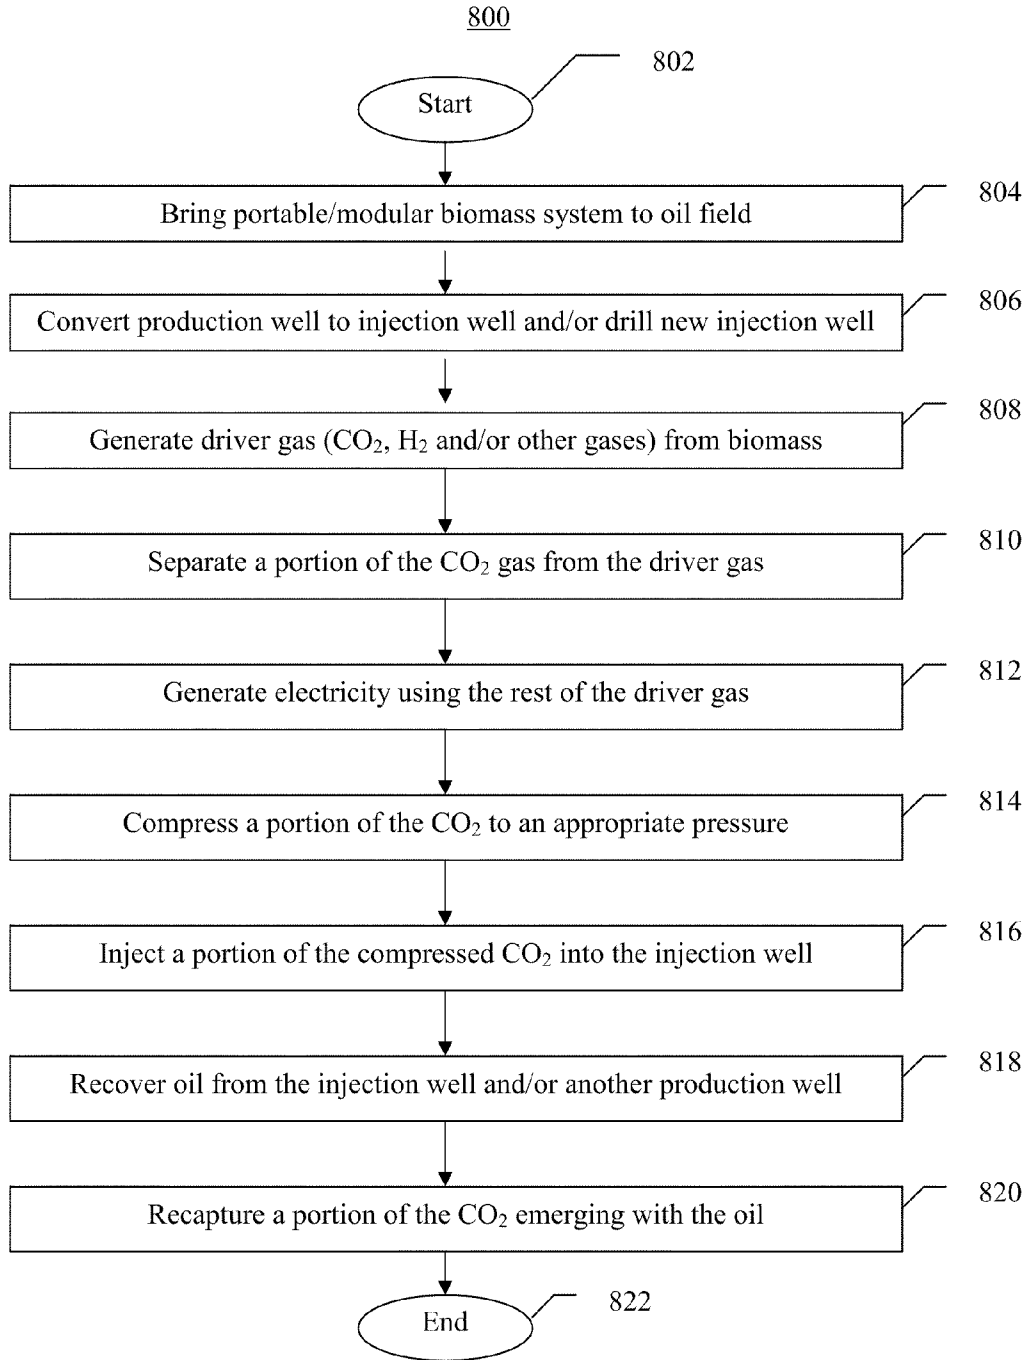 800
802
Start
804
Bring portable/modular biomass system to oil field
806
Convert production well to injection well and/or drill new injection well
808
Generate driver gas (CO₂, H₂ and/or other gases) from biomass
810
Separate a portion of the CO₂ gas from the driver gas
812
Generate electricity using the rest of the driver gas
814
Compress a portion of the CO₂ to an appropriate pressure
816
Inject a portion of the compressed CO₂ into the injection well
818
Recover oil from the injection well and/or another production well
820
Recapture a portion of the CO₂ emerging with the oil
822
End